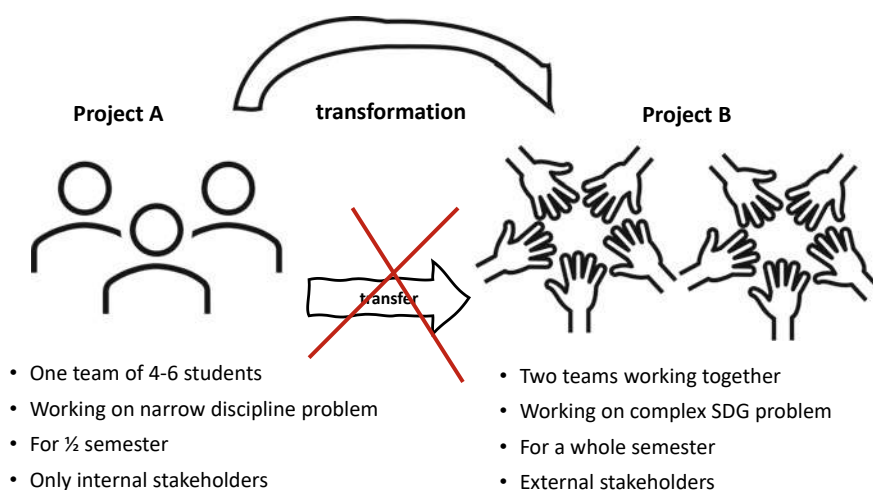 Project A
transformation
Project B
transfer
• One team of 4-6 students
• Working on narrow discipline problem
• For ½ semester
• Only internal stakeholders
• Two teams working together
• Working on complex SDG problem
• For a whole semester
• External stakeholders